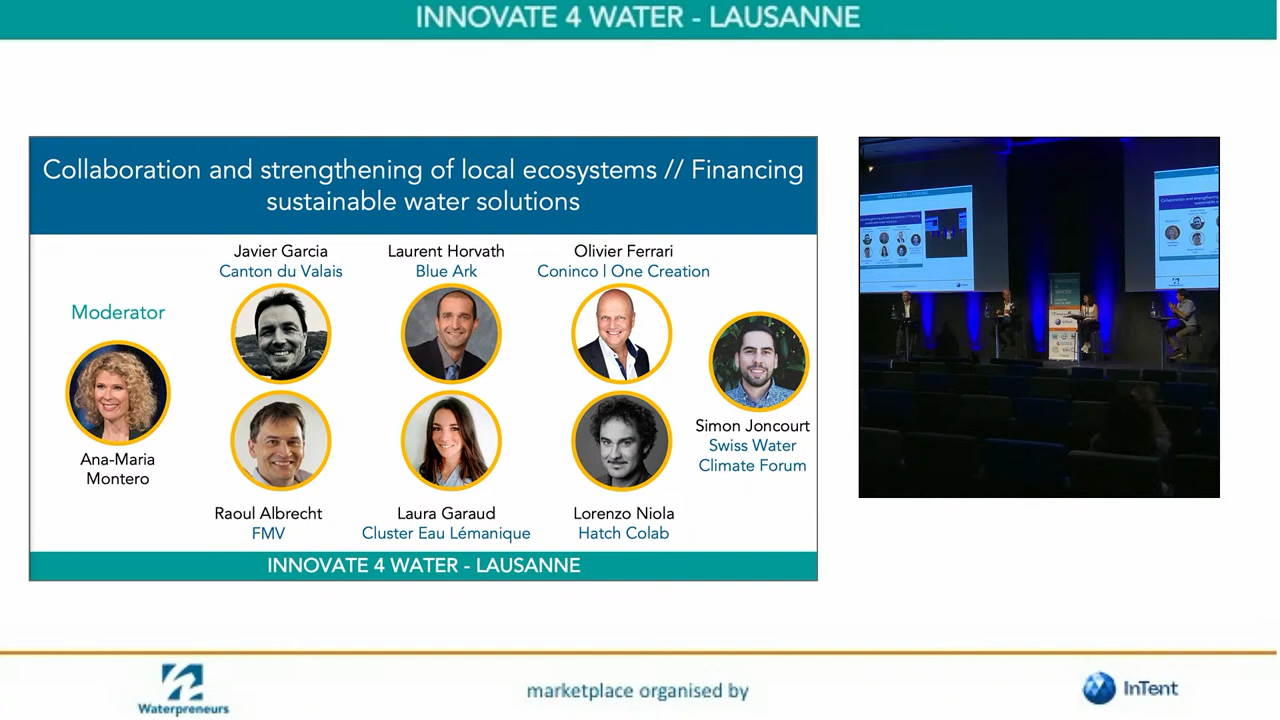 INNOVATE 4 WATER - LAUSANNE
Collaboration and strengthening of local ecosystems // Financing
sustainable water solutions
Moderator
Ana-Maria
Montero
Javier Garcia
Canton du Valais
Laurent Horvath
Blue Ark
Olivier Ferrari
Coninco | One Creation
Raoul Albrecht
FMV
Laura Garaud
Cluster Eau Lémanique
Lorenzo Niola
Hatch Colab
Simon Joncourt
Swiss Water
Climate Forum
INNOVATE 4 WATER - LAUSANNE
Waterpreneurs
marketplace organised by
InTent